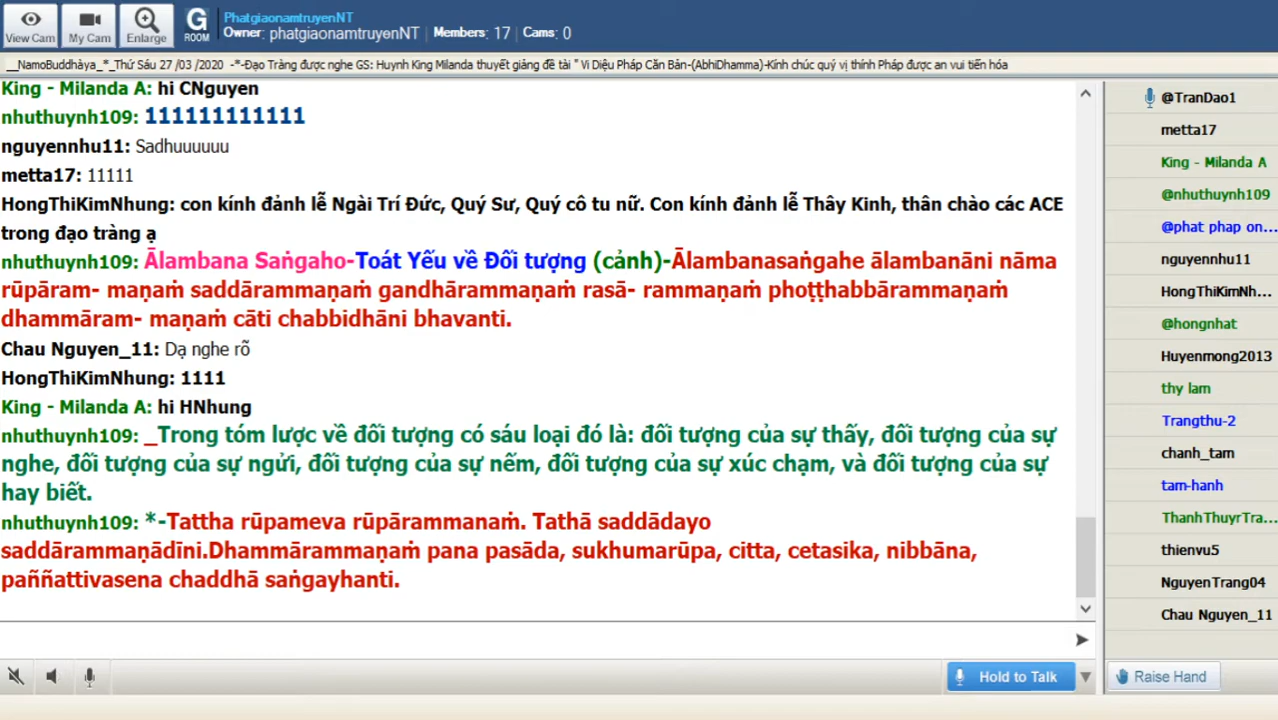 PhatgiaonamtruyenNT
View Cam
My Cam
Enlarge
G ROOM
Owner: phatgiaonamtruyenNT | Members: 17 | Cams: 0
__NamoBuddhàya_*_Thứ Sáu 27 /03 /2020 -*-Đạo Tràng được nghe GS: Huynh King Milanda thuyết giảng đề tài " Vi Diệu Pháp Căn Bản-(AbhiDhamma)-Kính chúc quý vị thính Pháp được an vui tiến hóa
King - Milanda A: hi CNguyen
nhuthuynh109: 111111111111
nguyennhu11: Sadhuuuuuu
metta17: 11111
HongThiKimNhung: con kính đảnh lễ Ngài Trí Đức, Quý Sư, Quý cô tu nữ. Con kính đảnh lễ Thây Kinh, thân chào các ACE
trong đạo tràng ạ
nhuthuynh109: Ālambana Saṅgaho-Toát Yếu về Đối tượng (cảnh)-Ālambanasaṅgahe ālambanāni nāma
rūpāram- maṇaṁ saddārammaṇaṁ gandhārammaṇaṁ rasā- rammaṇaṁ phoṭṭhabbārammaṇaṁ
dhammāram- maṇaṁ cāti chabbidhāni bhavanti.
Chau Nguyen_11: Dạ nghe rõ
HongThiKimNhung: 1111
King - Milanda A: hi HNhung
nhuthuynh109: _Trong tóm lược về đối tượng có sáu loại đó là: đối tượng của sự thấy, đối tượng của sự
nghe, đối tượng của sự ngửi, đối tượng của sự nếm, đối tượng của sự xúc chạm, và đối tượng của sự
hay biết.
nhuthuynh109: *-Tattha rūpameva rūpārammanaṁ. Tathā saddādayo
saddārammaṇādīni.Dhammārammaṇaṁ pana pasāda, sukhumarūpa, citta, cetasika, nibbāna,
paññattivasena chaddhā saṅgayhanti.
@TranDao1
metta17
King - Milanda A
@nhuthuynh109
@phat phap on...
nguyennhu11
HongThiKimNh...
@hongnhat
Huyenmong2013
thy lam
Trangthu-2
chanh_tam
tam-hanh
ThanhThuyrTra...
thienvu5
NguyenTrang04
Chau Nguyen_11
Hold to Talk
Raise Hand